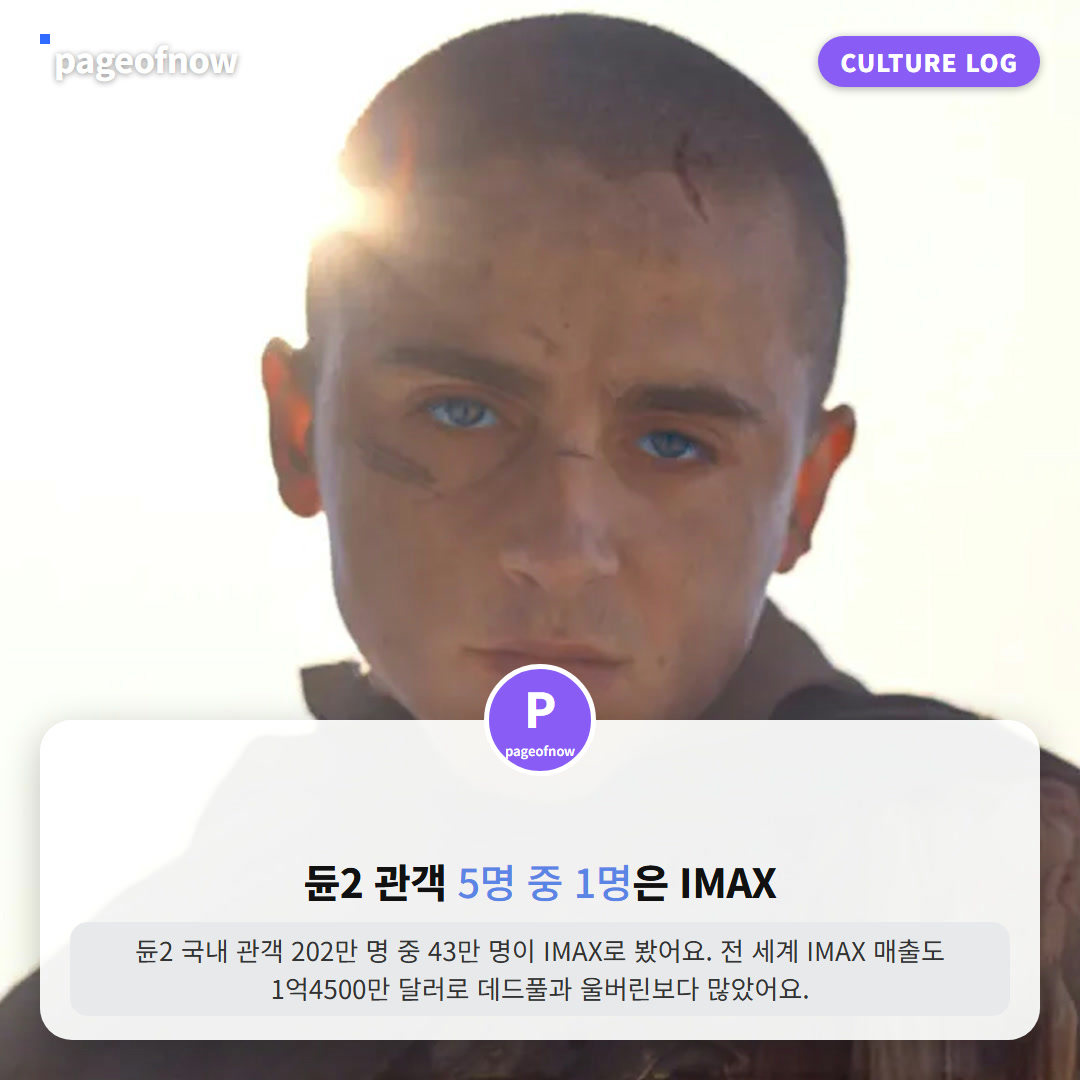 pageofnow
CULTURE LOG
P
pageofnow
듄2 관객 5명 중 1명은 IMAX
듄2 국내 관객 202만 명 중 43만 명이 IMAX로 봤어요. 전 세계 IMAX 매출도
1억4500만 달러로 데드풀과 울버린보다 많았어요.